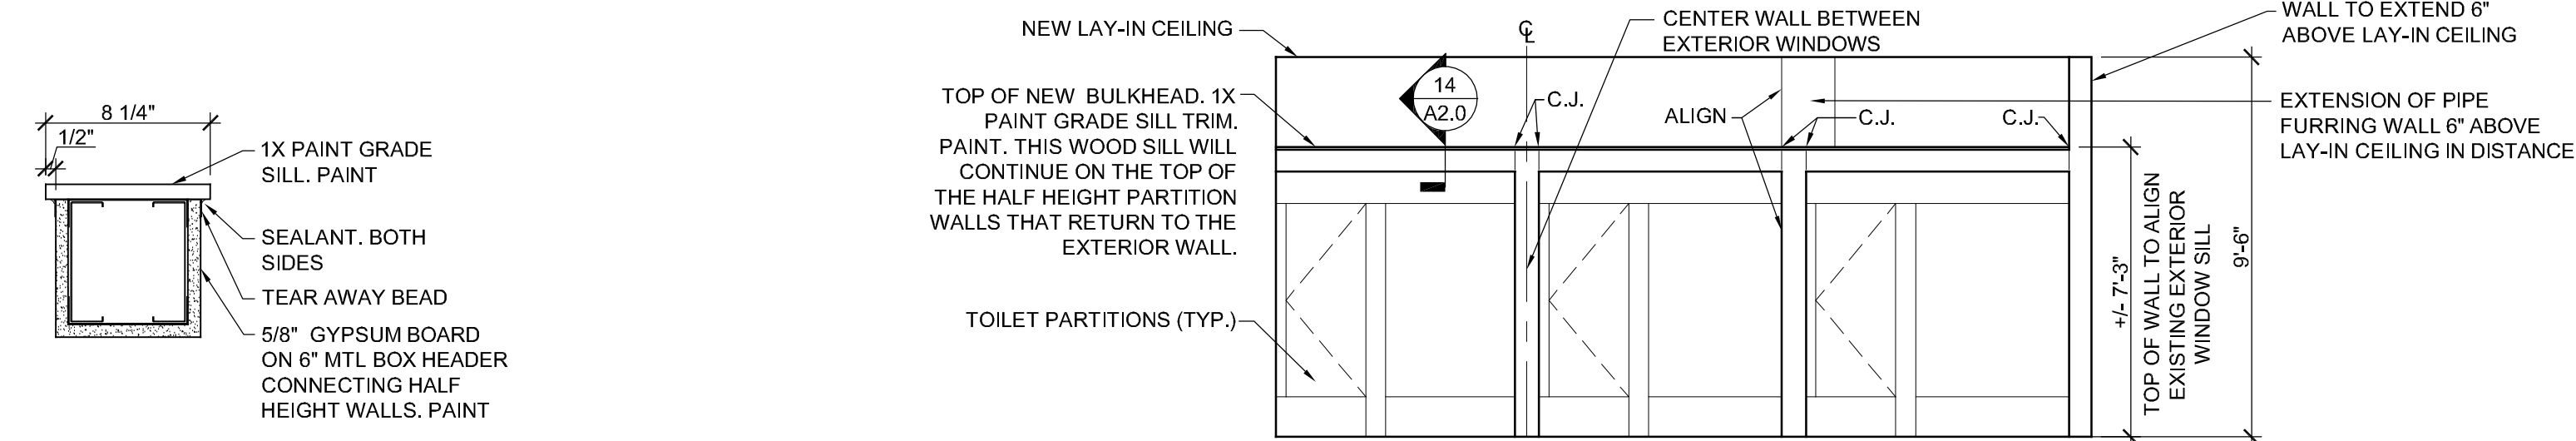 8 1/4"
1/2"
1X PAINT GRADE
SILL. PAINT
SEALANT. BOTH
SIDES
TEAR AWAY BEAD
5/8" GYPSUM BOARD
ON 6" MTL BOX HEADER
CONNECTING HALF
HEIGHT WALLS. PAINT
NEW LAY-IN CEILING
TOP OF NEW BULKHEAD. 1X
PAINT GRADE SILL TRIM.
PAINT. THIS WOOD SILL WILL
CONTINUE ON THE TOP OF
THE HALF HEIGHT PARTITION
WALLS THAT RETURN TO THE
EXTERIOR WALL.
TOILET PARTITIONS (TYP.)
14
A2.0
℄
C.J.
CENTER WALL BETWEEN
EXTERIOR WINDOWS
ALIGN
C.J.
C.J.
WALL TO EXTEND 6"
ABOVE LAY-IN CEILING
EXTENSION OF PIPE
FURRING WALL 6" ABOVE
LAY-IN CEILING IN DISTANCE
+/- 7'-3"
TOP OF WALL TO ALIGN
EXISTING EXTERIOR
WINDOW SILL
9'-6"